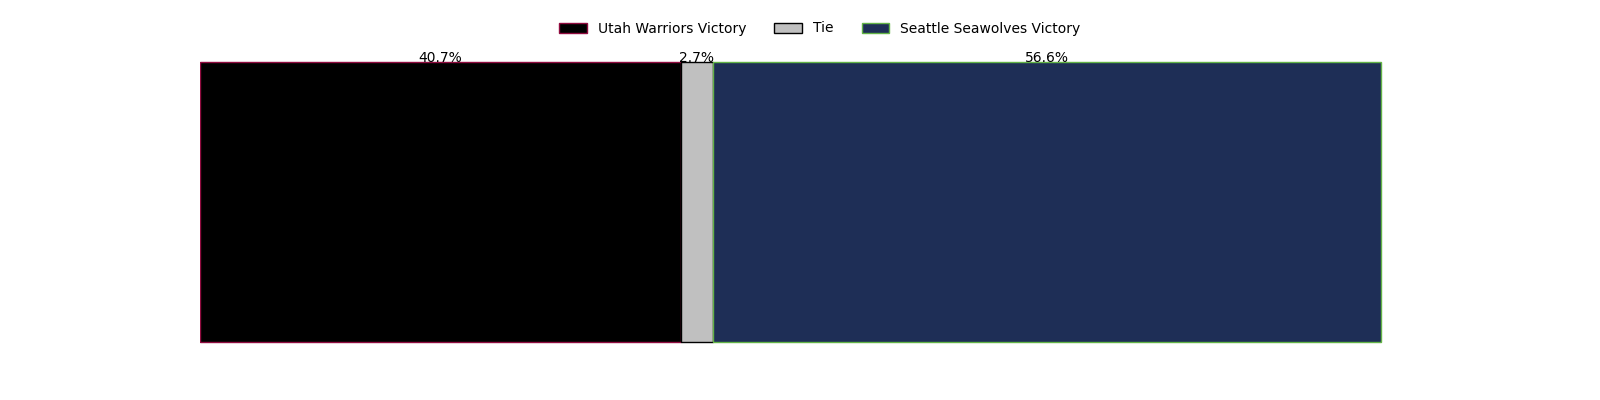 Utah Warriors Victory Tie Seattle Seawolves Victory
40.7% 2.7% 56.6%